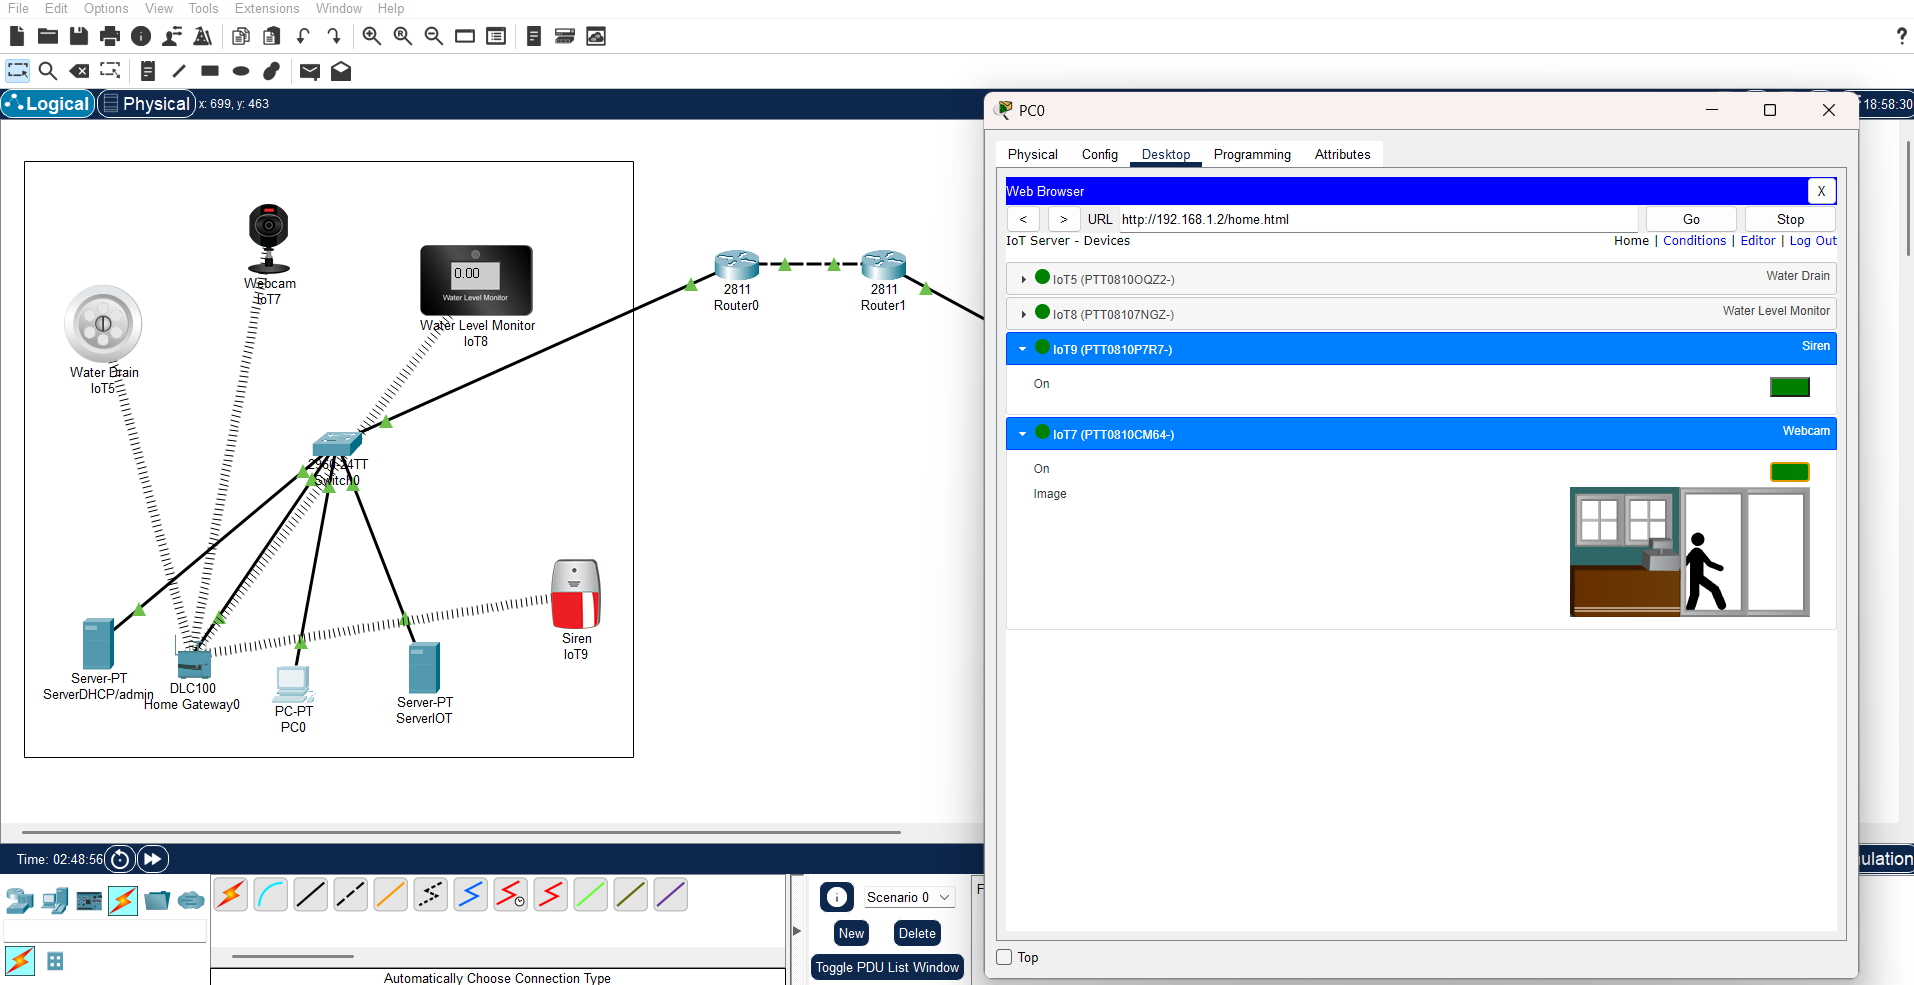 File Edit Options View Tools Extensions Window Help
?
Logical Physical x: 699, y: 463
18:58:30
Webcam
IoT7
0.00
Water Level Monitor
Water Level Monitor
IoT8
Water Drain
IoT5
2811
Router0
2811
Router1
2960-24TT
Switch0
Siren
IoT9
Server-PT
ServerDHCP/admin
DLC100
Home Gateway0
PC-PT
PC0
Server-PT
ServerIOT
PC0
Physical Config Desktop Programming Attributes
Web Browser X
< > URL http://192.168.1.2/home.html Go Stop
IoT Server - Devices Home | Conditions | Editor | Log Out
IoT5 (PTT0810OQZ2-) Water Drain
IoT8 (PTT08107NGZ-) Water Level Monitor
IoT9 (PTT0810P7R7-) Siren
On
IoT7 (PTT0810CM64-) Webcam
On
Image
Top
Time: 02:48:56
ulation
Scenario 0
New Delete
Toggle PDU List Window
Automatically Choose Connection Type